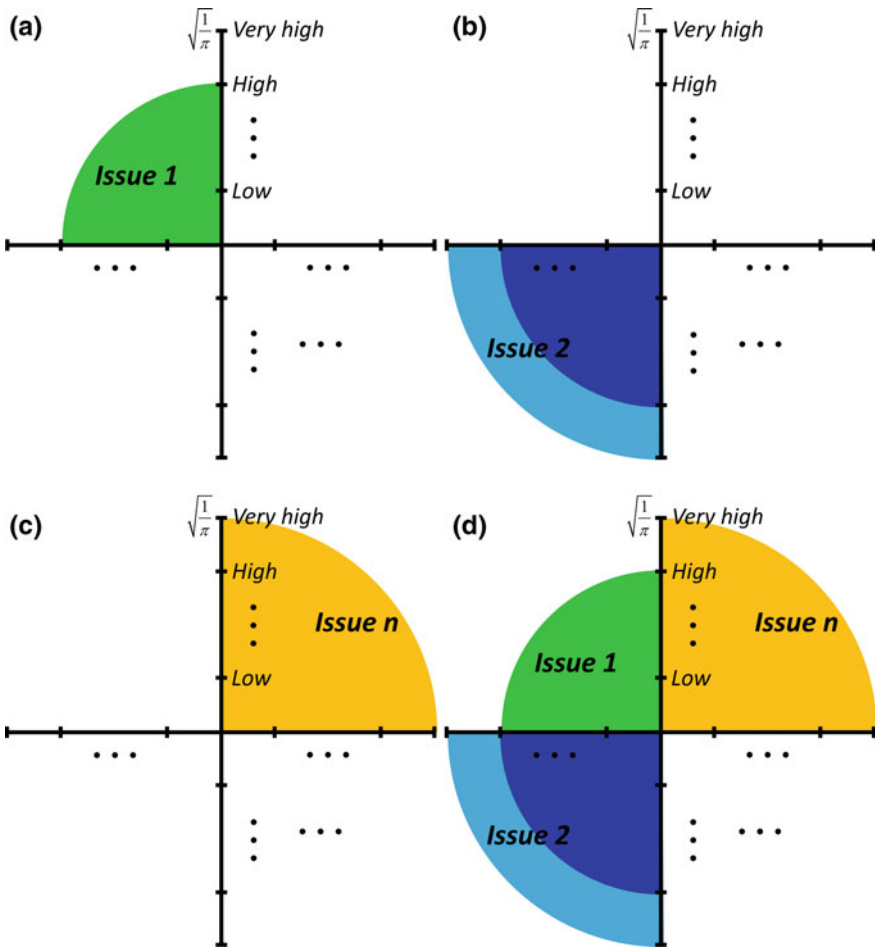 (a)
√1/π Very high
High
Issue 1
Low
(b)
√1/π Very high
High
Low
Issue 2
(c)
√1/π Very high
High
Issue n
Low
(d)
√1/π Very high
High
Issue n
Issue 1
Low
Issue 2